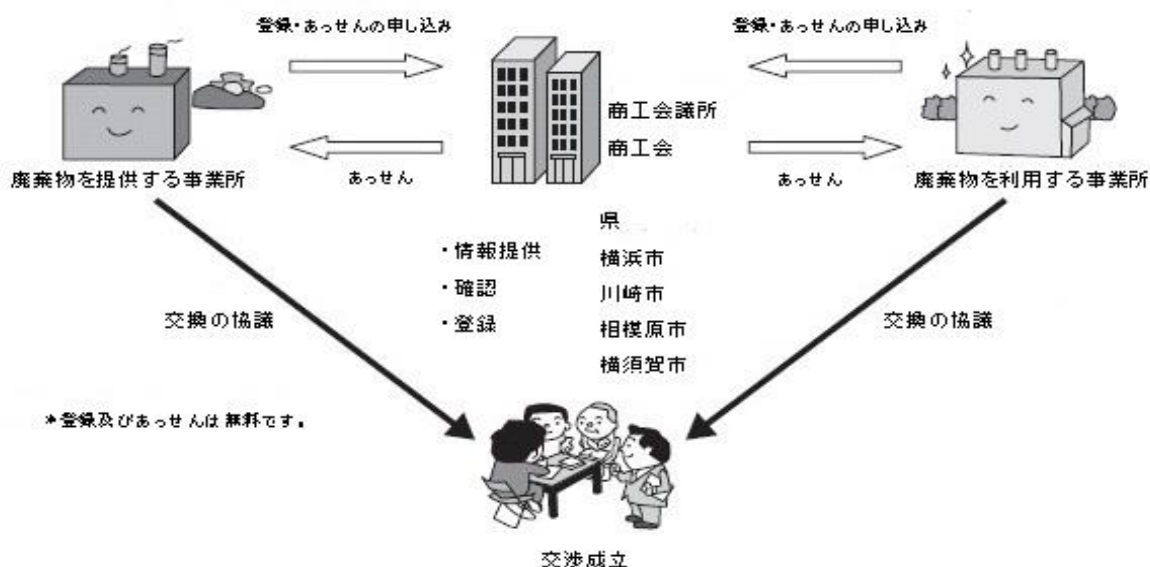 登録・あっせんの申し込み
登録・あっせんの申し込み
商工会議所
商工会
あっせん
あっせん
廃棄物を提供する事業所
廃棄物を利用する事業所
・情報提供
・確認
・登録
県
横浜市
川崎市
相模原市
横須賀市
交換の協議
交換の協議
*登録及びあっせんは無料です。
交渉成立